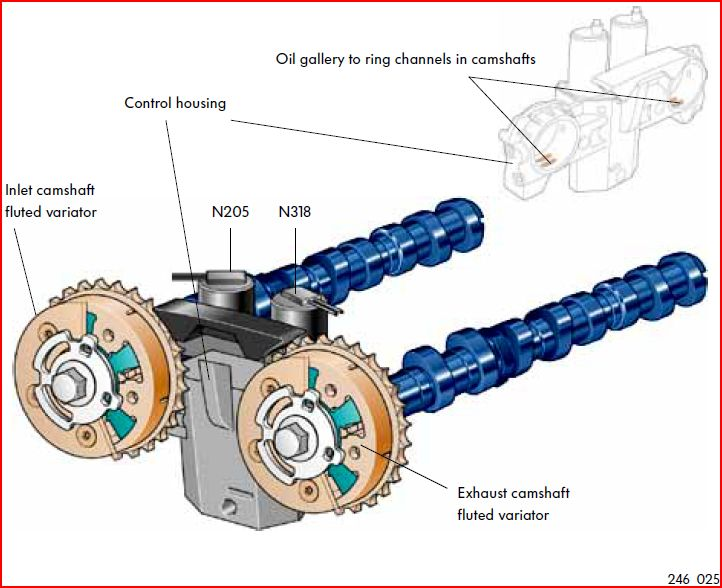 Oil gallery to ring channels in camshafts
Control housing
Inlet camshaft
fluted variator
N205
N318
Exhaust camshaft
fluted variator
246_025